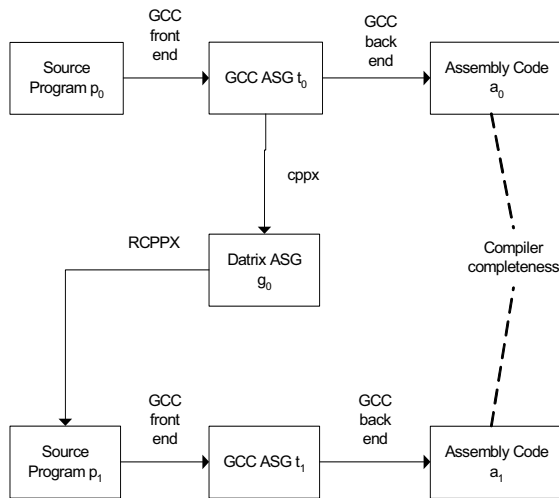 GCC
front
end
GCC
back
end
Source
Program p0
GCC ASG t0
Assembly Code
a0
cppx
RCPPX
Datrix ASG
g0
Compiler
completeness
GCC
front
end
GCC
back
end
Source
Program p1
GCC ASG t1
Assembly Code
a1